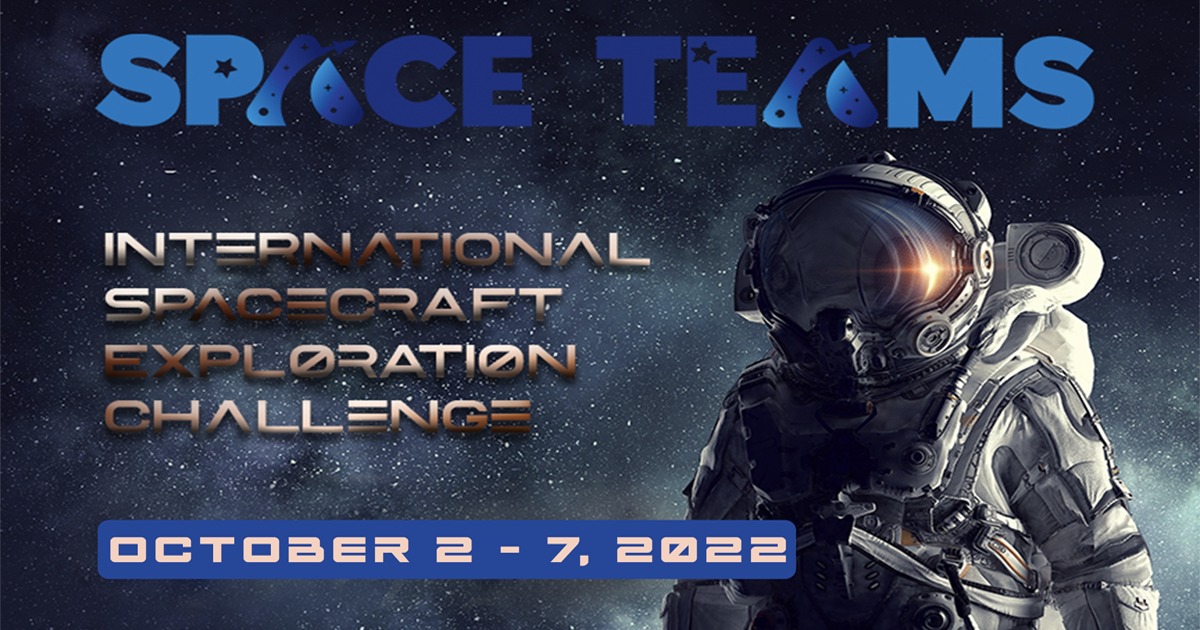 SPACE TEAMS
INTERNATIONAL
SPACECRAFT
EXPLORATION
CHALLENGE
OCTOBER 2 - 7, 2022